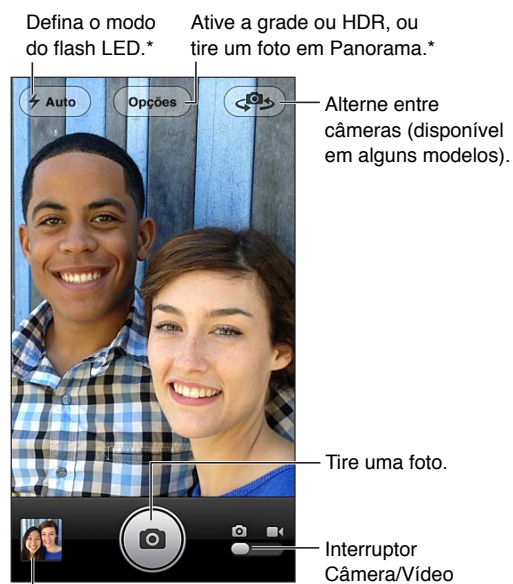 Defina o modo
do flash LED.*
Ative a grade ou HDR, ou
tire um foto em Panorama.*
Auto
Opções
Alterne entre
câmeras (disponível
em alguns modelos).
Tire uma foto.
Interruptor
Câmera/Vídeo